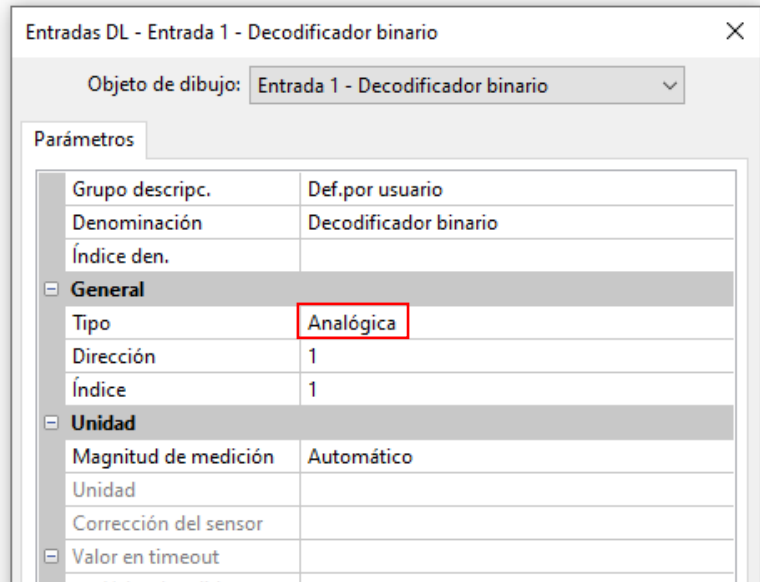 Entradas DL - Entrada 1 - Decodificador binario
Objeto de dibujo: Entrada 1 - Decodificador binario
Parámetros
Grupo descripc. Def.por usuario
Denominación Decodificador binario
Índice den.
General
Tipo Analógica
Dirección 1
Índice 1
Unidad
Magnitud de medición Automático
Unidad
Corrección del sensor
Valor en timeout